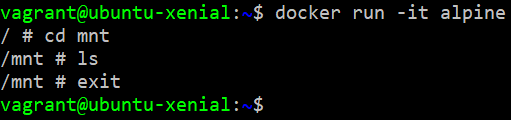 vagrant@ubuntu-xenial:~$ docker run -it alpine
/ # cd mnt
/mnt # ls
/mnt # exit
vagrant@ubuntu-xenial:~$